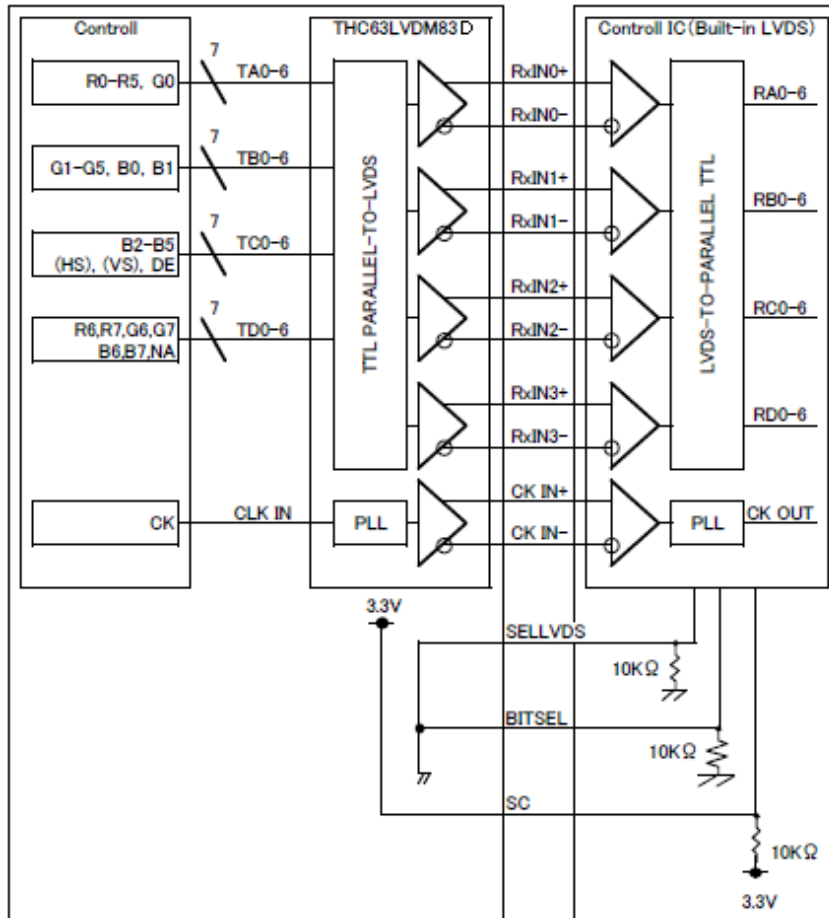 Controll
THC63LVDM83D
Controll IC(Built-in LVDS)
R0-R5, G0
7
TA0-6
RxIN0+
RxIN0-
RA0-6
G1-G5, B0, B1
7
TB0-6
RxIN1+
RxIN1-
RB0-6
B2-B5
(HS), (VS), DE
7
TC0-6
RxIN2+
RxIN2-
RC0-6
R6,R7,G6,G7
B6,B7,NA
7
TD0-6
RxIN3+
RxIN3-
RD0-6
TTL PARALLEL-TO-LVDS
LVDS-TO-PARALLEL TTL
CK
CLK IN
PLL
CK IN+
CK IN-
PLL
CK OUT
3.3V
SELLVDS
10KΩ
BITSEL
10KΩ
SC
10KΩ
3.3V